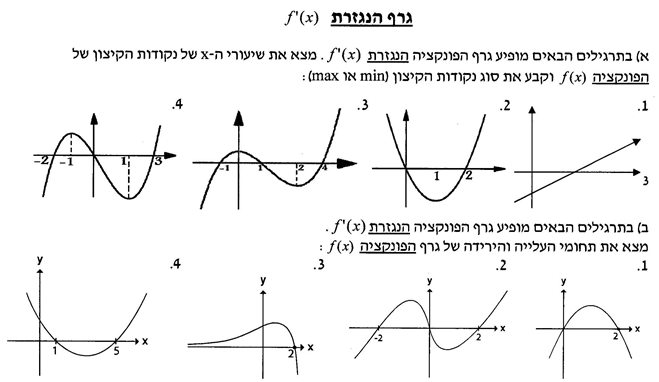 גרף הנגזרת f'(x)
א) בתרגילים הבאים מופיע גרף הפונקציה הנגזרת f'(x) . מצא את שיעורי ה-x של נקודות הקיצון של
הפונקציה f(x) וקבע את סוג נקודות הקיצון (min או max) :
.1
3
.2
1 2
.3
-1 1 2 4
.4
-2 -1 1 3
ב) בתרגילים הבאים מופיע גרף הפונקציה הנגזרת f'(x) .
מצא את תחומי העלייה והירידה של גרף הפונקציה f(x) :
.1
y
2 x
.2
y
-2 2 x
.3
y
2 x
.4
y
1 5 x